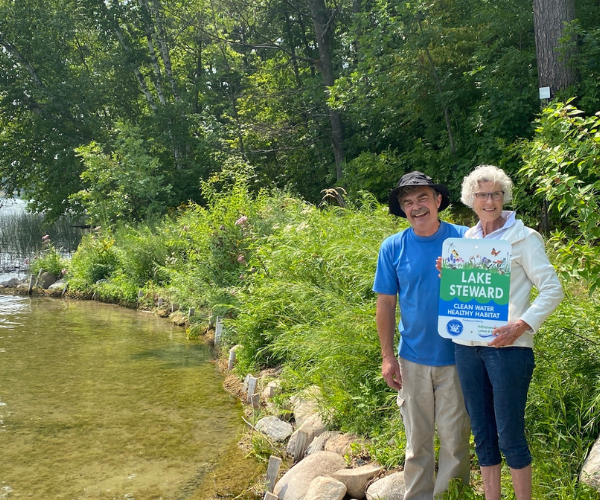 LAKE
STEWARD
CLEAN WATER
HEALTHY HABITAT